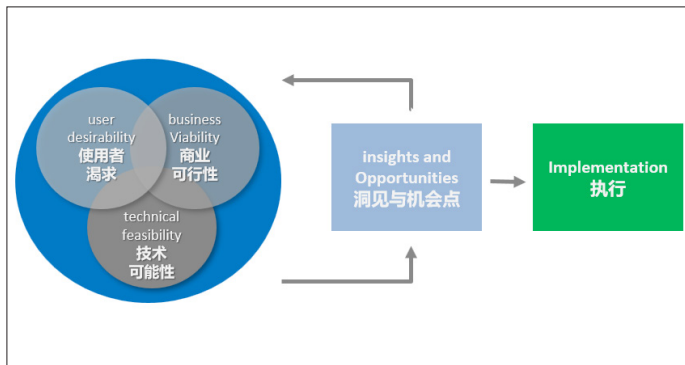 user
desirability
使用者
渴求
business
Viability
商业
可行性
technical
feasibility
技术
可能性
insights and
Opportunities
洞见与机会点
Implementation
执行